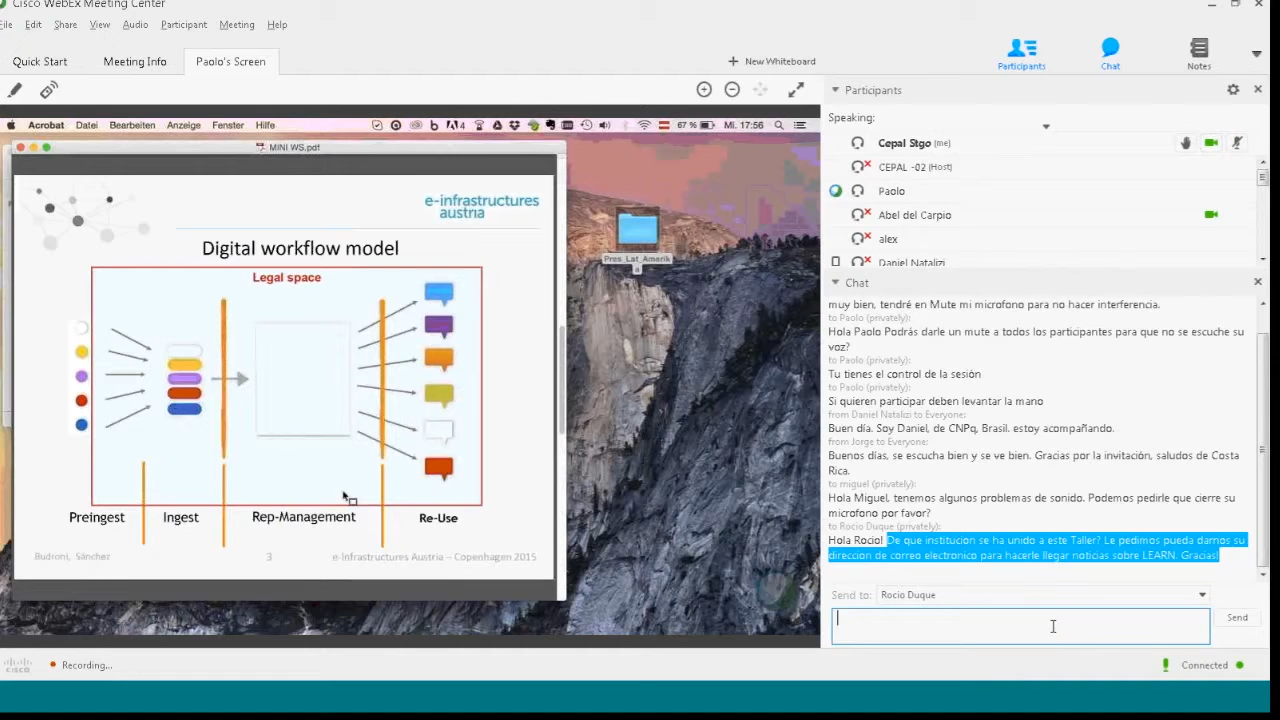 Cisco WebEx Meeting Center
File Edit Share View Audio Participant Meeting Help
Quick Start Meeting Info Paolo's Screen
New Whiteboard
Participants Chat Notes
Participants
Speaking:
Acrobat Datei Bearbeiten Anzeige Fenster Hilfe
4 67 % Mi. 17:56
MINI WS.pdf
e-infrastructures
austria
Digital workflow model
Legal space
Preingest Ingest Rep-Management Re-Use
Budroni, Sánchez 3 e-Infrastructures Austria – Copenhagen 2015
Pres_Lat_Amerik
a
Cepal Stgo (me)
CEPAL -02 (Host)
Paolo
Abel del Carpio
alex
Daniel Natalizi
Chat
muy bien, tendré en Mute mi microfono para no hacer interferencia.
to Paolo (privately):
Hola Paolo Podrás darle un mute a todos los participantes para que no se escuche su
voz?
to Paolo (privately):
Tu tienes el control de la sesión
to Paolo (privately):
Si quieren participar deben levantar la mano
from Daniel Natalizi to Everyone:
Buen día. Soy Daniel, de CNPq, Brasil. estoy acompañando.
from Jorge to Everyone:
Buenos días, se escucha bien y se ve bien. Gracias por la invitación, saludos de Costa
Rica.
to miguel (privately):
Hola Miguel, tenemos algunos problemas de sonido. Podemos pedirle que cierre su
microfono por favor?
to Rocio Duque (privately):
Hola Rocio! De que institucion se ha unido a este Taller? Le pedimos pueda darnos su
direccion de correo electronico para hacerle llegar noticias sobre LEARN. Gracias!
Send to: Rocio Duque
Send
cisco Recording... Connected